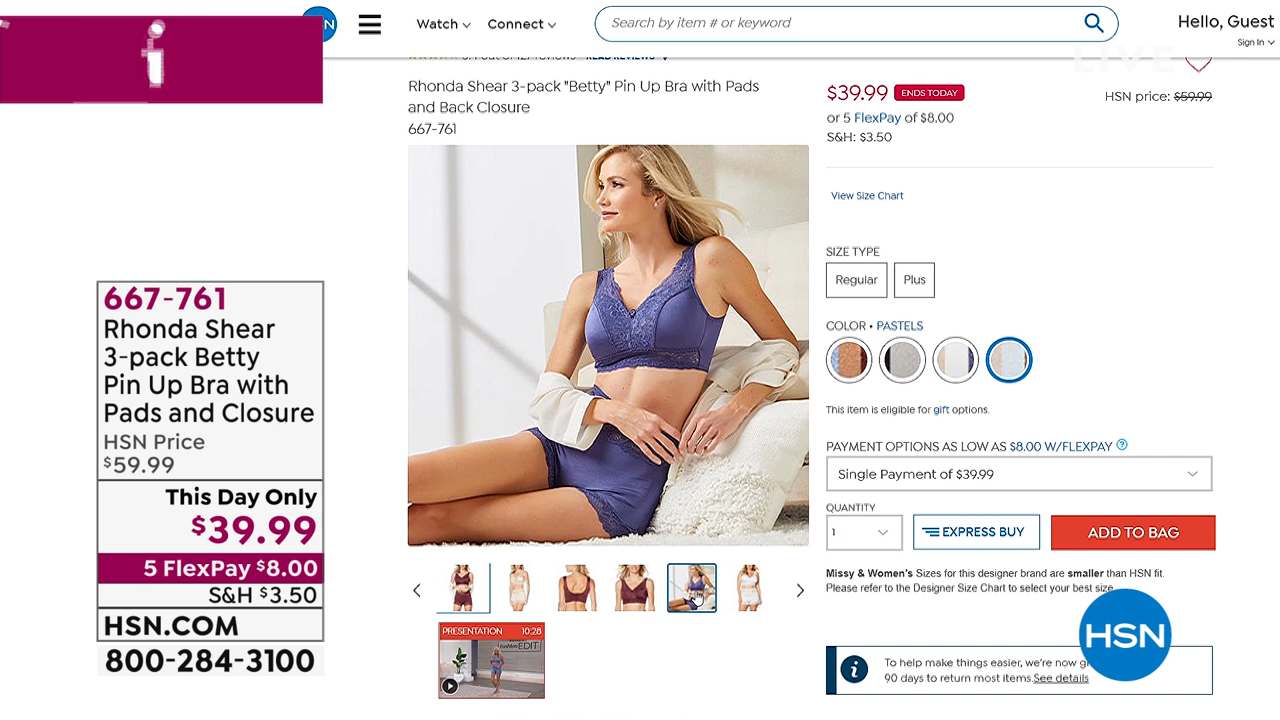 N
Watch
Connect
Search by item # or keyword
Hello, Guest
Sign In
LIVE
Rhonda Shear 3-pack "Betty" Pin Up Bra with Pads
and Back Closure
667-761
$39.99 ENDS TODAY
HSN price: $59.99
or 5 FlexPay of $8.00
S&H: $3.50
View Size Chart
SIZE TYPE
Regular
Plus
COLOR • PASTELS
This item is eligible for gift options.
PAYMENT OPTIONS AS LOW AS $8.00 W/FLEXPAY ?
Single Payment of $39.99
QUANTITY
1
EXPRESS BUY
ADD TO BAG
Missy & Women's Sizes for this designer brand are smaller than HSN fit.
Please refer to the Designer Size Chart to select your best size.
HSN
i
To help make things easier, we're now gi
90 days to return most items. See details
PRESENTATION 10:28
EDIT
i
667-761
Rhonda Shear
3-pack Betty
Pin Up Bra with
Pads and Closure
HSN Price
$59.99
This Day Only
$39.99
5 FlexPay $8.00
S&H $3.50
HSN.COM
800-284-3100